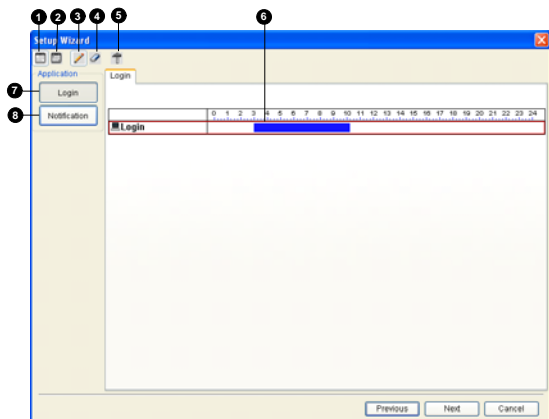 1 2 3 4 5 6
Setup Wizard
Application
Login
7 Login
8 Notification
0 1 2 3 4 5 6 7 8 9 10 11 12 13 14 15 16 17 18 19 20 21 22 23 24
Login
Previous Next Cancel